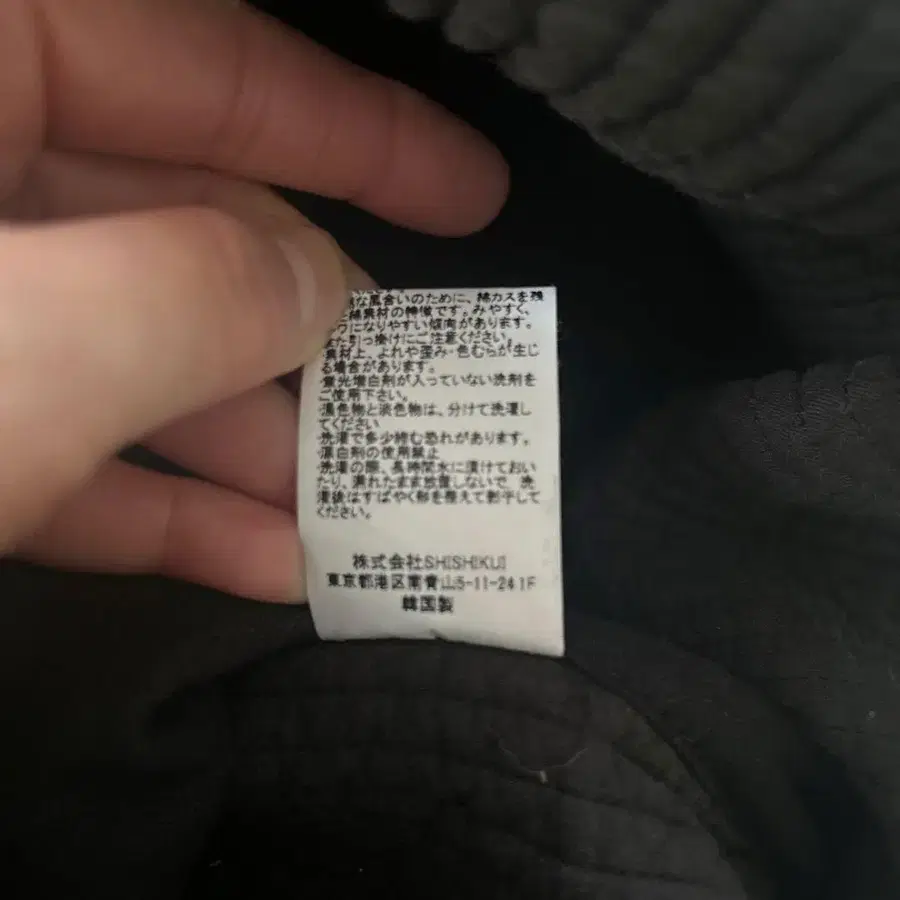 な風合いのために、綿カスを残
綿素材の特徴です。みやすく、
になりやすい傾向があります。
また引っ掛けにご注意ください。
・素材上、よれや歪み・色むらが生じ
る場合があります。
・蛍光増白剤が入っていない洗剤を
ご使用下さい。
・濃色物と淡色物は、分けて洗濯し
てください
・洗濯で多少縮む恐れがあります。
・漂白剤の使用禁止
・洗濯の際、長時間水に漬けておい
たり、濡れたまま放置しないで、洗
濯後はすばやく形を整えて影干して
ください。
株式会社SHISHIKUI
東京都港区南青山5-11-24 1F
韓国製